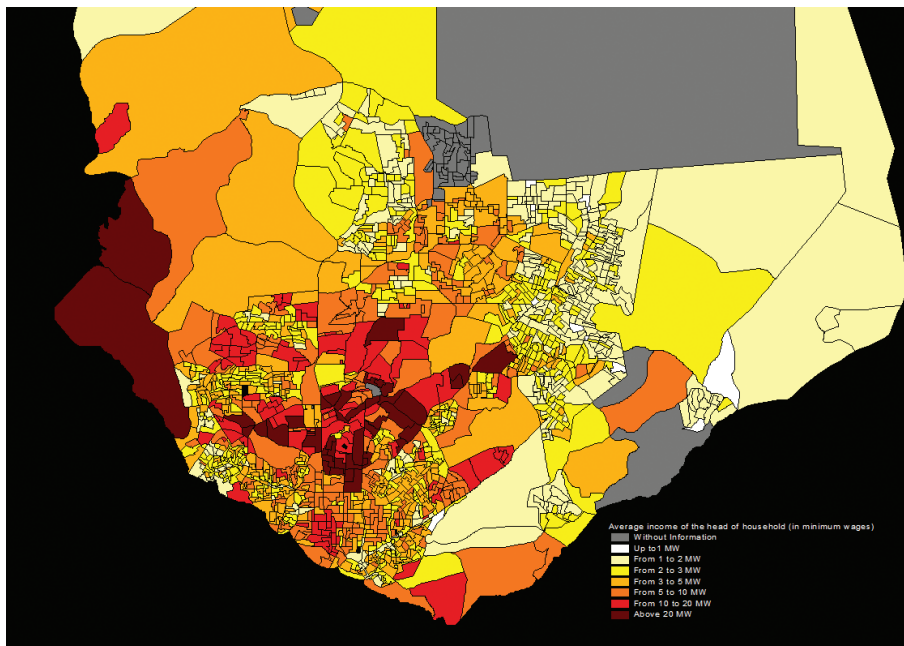 Average income of the head of household (in minimum wages)
Without Information
Up to 1 MW
From 1 to 2 MW
From 2 to 3 MW
From 3 to 5 MW
From 5 to 10 MW
From 10 to 20 MW
Above 20 MW